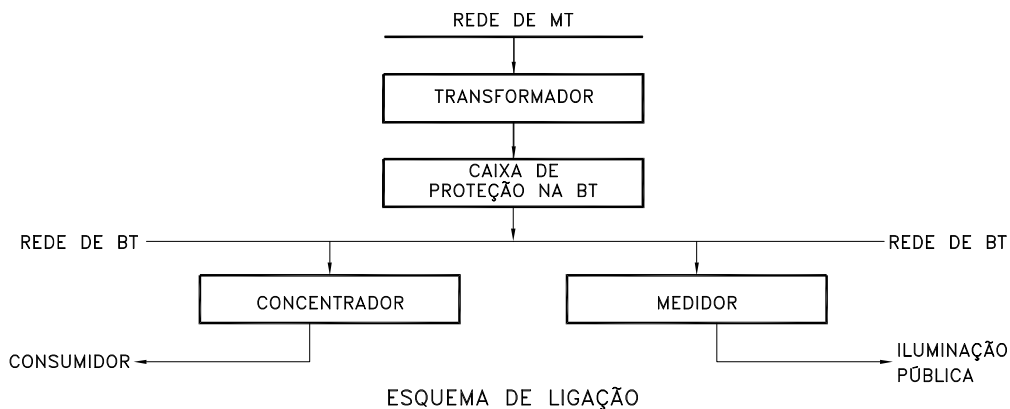 REDE DE MT
TRANSFORMADOR
CAIXA DE
PROTEÇÃO NA BT
REDE DE BT
REDE DE BT
CONCENTRADOR
MEDIDOR
CONSUMIDOR
ILUMINAÇÃO
PÚBLICA
ESQUEMA DE LIGAÇÃO